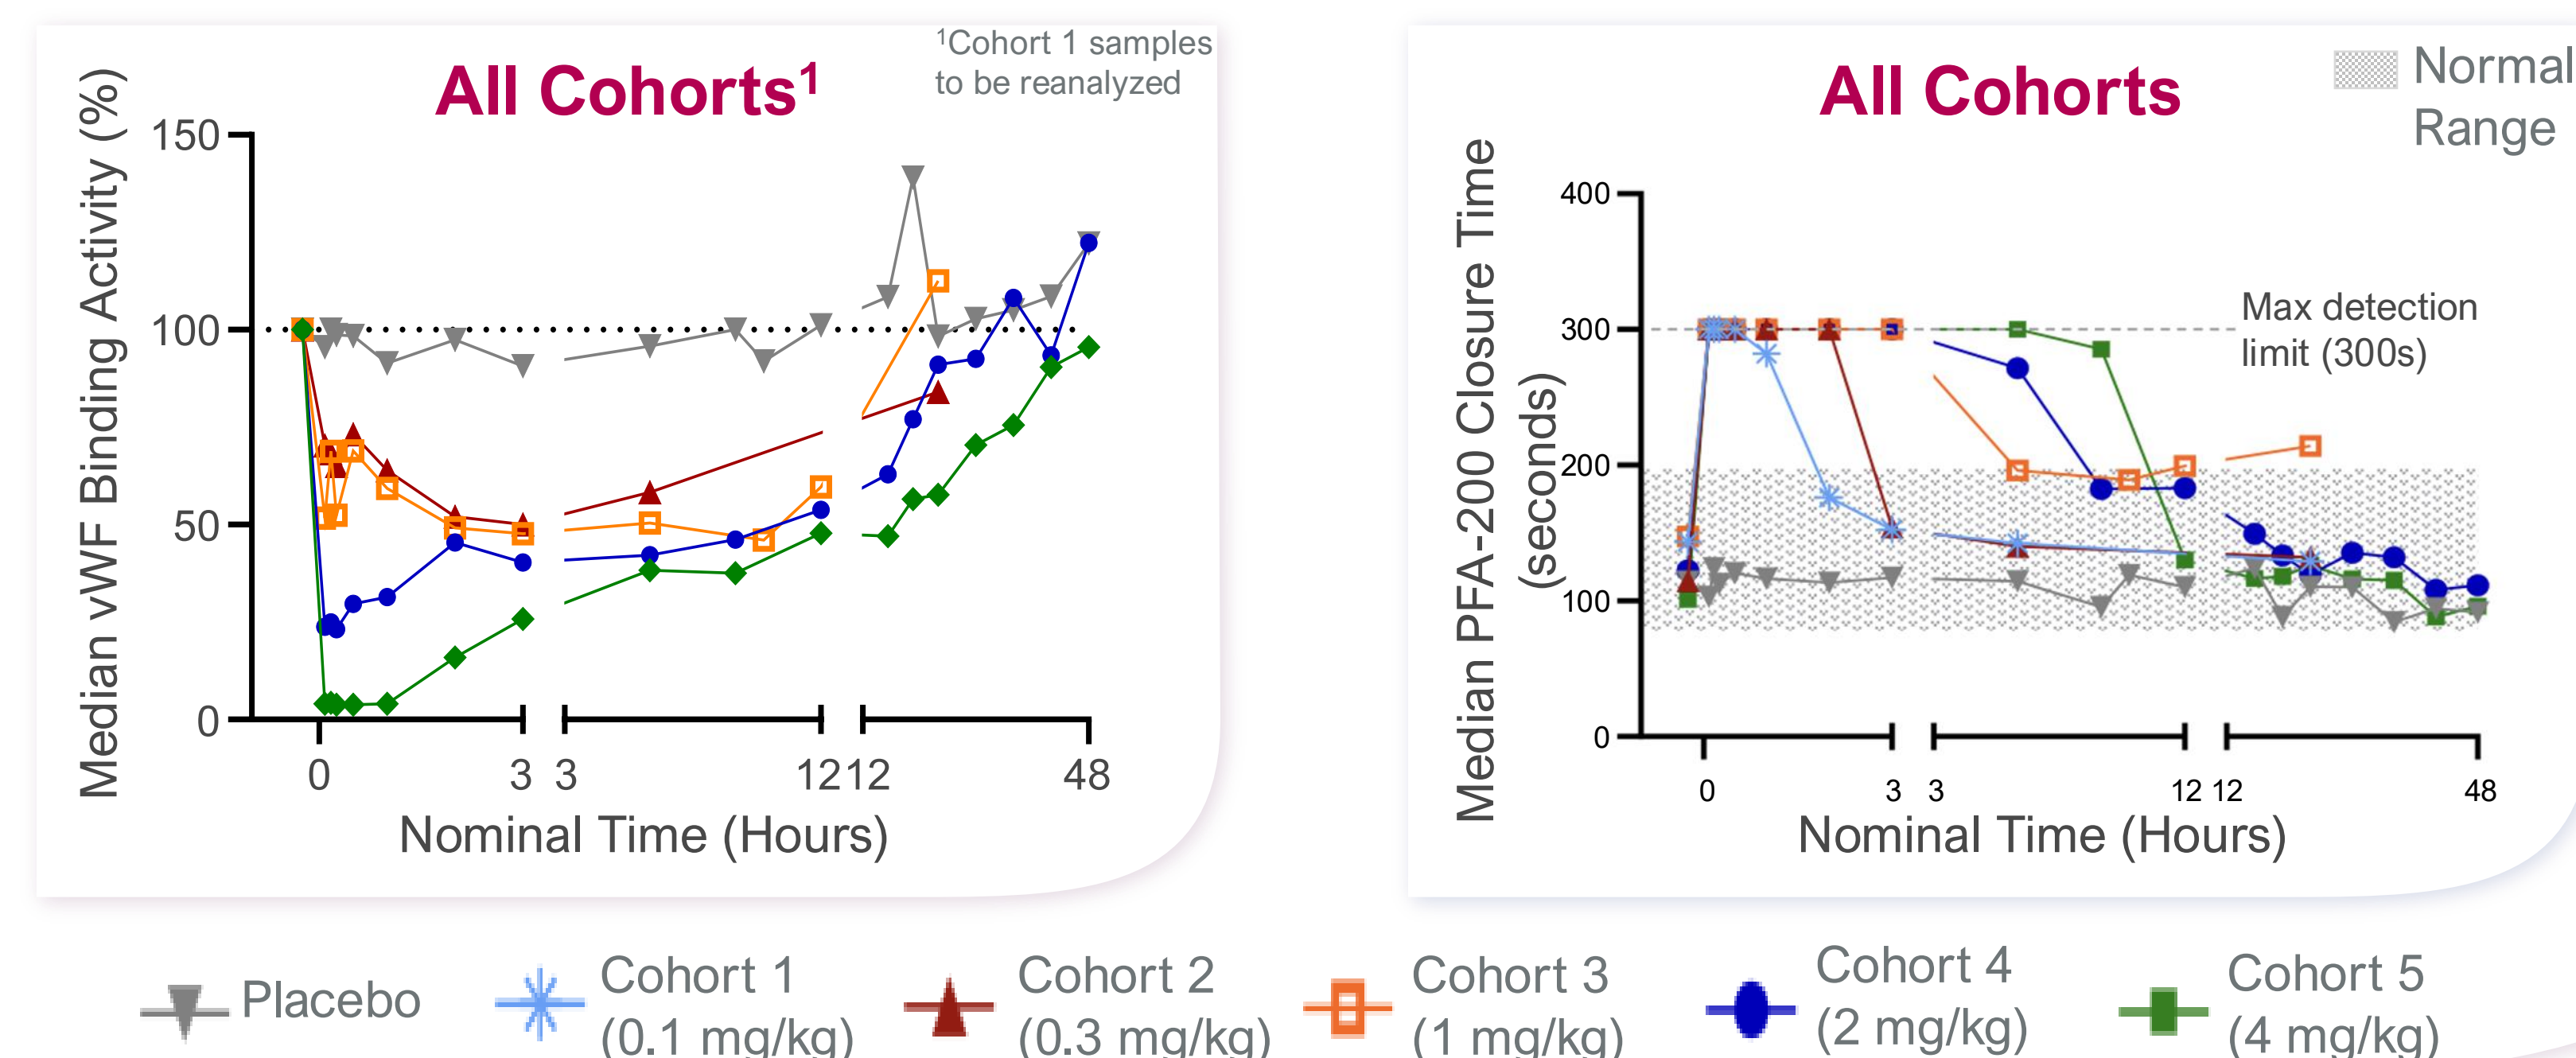 All Cohorts¹
¹Cohort 1 samples
to be reanalyzed
Median vWF Binding Activity (%)
150
100
50
0
0
3
3
12
12
48
Nominal Time (Hours)
All Cohorts
Normal
Range
Median PFA-200 Closure Time
(seconds)
400
300
200
100
0
Max detection
limit (300s)
0
3
3
12
12
48
Nominal Time (Hours)
Placebo
Cohort 1
(0.1 mg/kg)
Cohort 2
(0.3 mg/kg)
Cohort 3
(1 mg/kg)
Cohort 4
(2 mg/kg)
Cohort 5
(4 mg/kg)